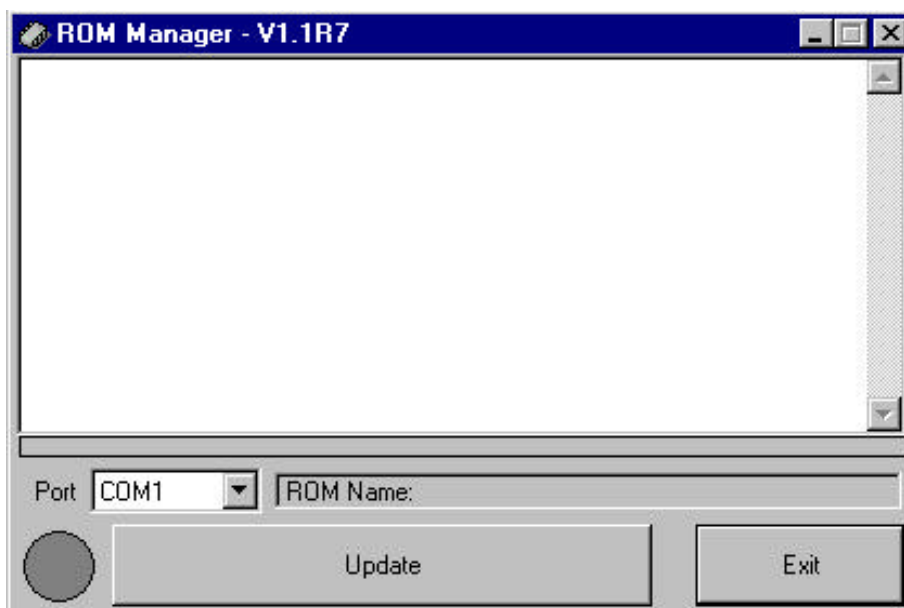 ROM Manager - V1.1R7
Port COM1 ROM Name:
Update Exit